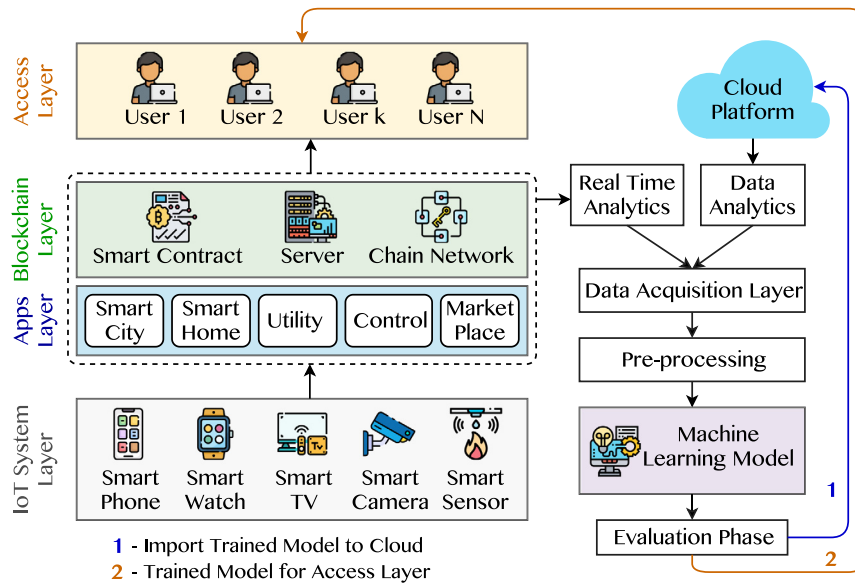 Access
Layer
User 1
User 2
User k
User N
Blockchain
Layer
Smart Contract
Server
Chain Network
Apps
Layer
Smart
City
Smart
Home
Utility
Control
Market
Place
IoT System
Layer
Smart
Phone
Smart
Watch
Smart
TV
Tv
Smart
Camera
Smart
Sensor
1 - Import Trained Model to Cloud
2 - Trained Model for Access Layer
Cloud
Platform
Real Time
Analytics
Data
Analytics
Data Acquisition Layer
Pre-processing
Machine
Learning Model
Evaluation Phase
1
2